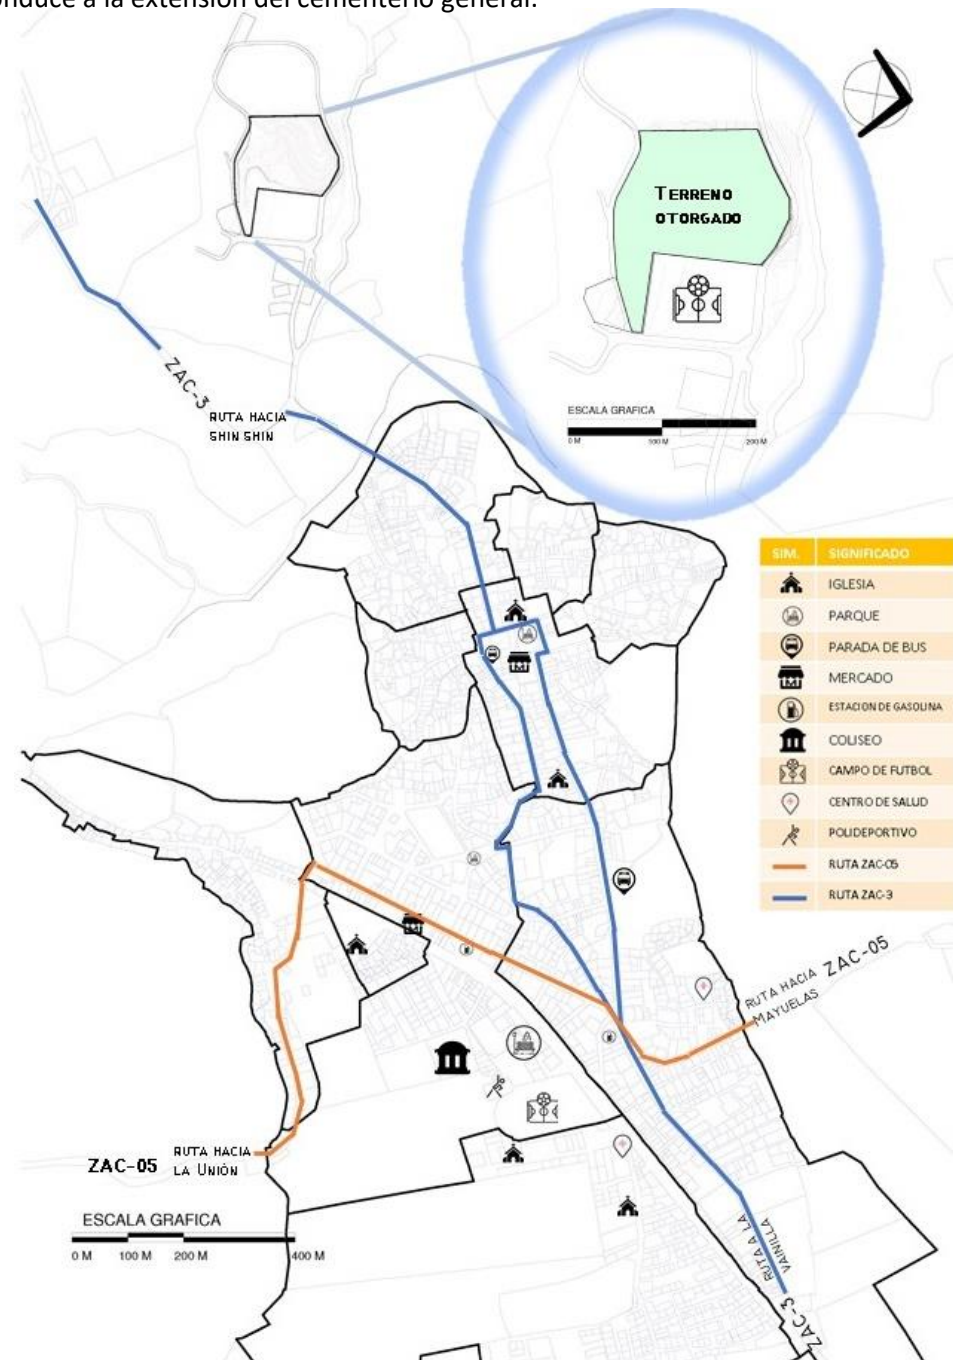 onduce a la extensión del cementerio general.
TERRENO
OTORGADO
ESCALA GRAFICA
0 M 100 M 200 M
ZAC-3
RUTA HACIA
SHIN SHIN
SIM. SIGNIFICADO
IGLESIA
PARQUE
PARADA DE BUS
MERCADO
ESTACION DE GASOLINA
COLISEO
CAMPO DE FUTBOL
CENTRO DE SALUD
POLIDEPORTIVO
RUTA ZAC-05
RUTA ZAC-3
RUTA HACIA ZAC-05
MAYUELAS
ZAC-05
RUTA HACIA
LA UNIÓN
ESCALA GRAFICA
0 M 100 M 200 M 400 M
RUTA A LA
VAINILLA
ZAC-3